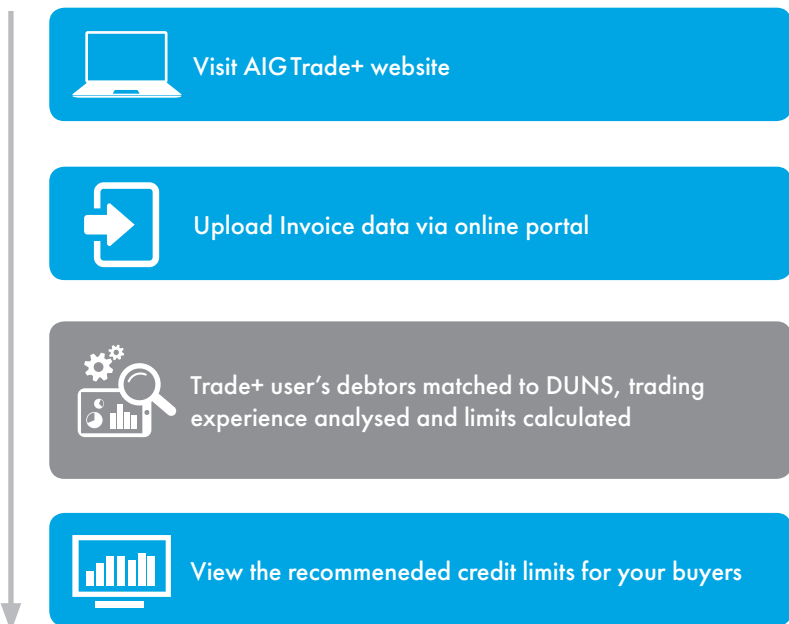 Visit AIG Trade+ website
Upload Invoice data via online portal
Trade+ user's debtors matched to DUNS, trading
experience analysed and limits calculated
View the recommeneded credit limits for your buyers